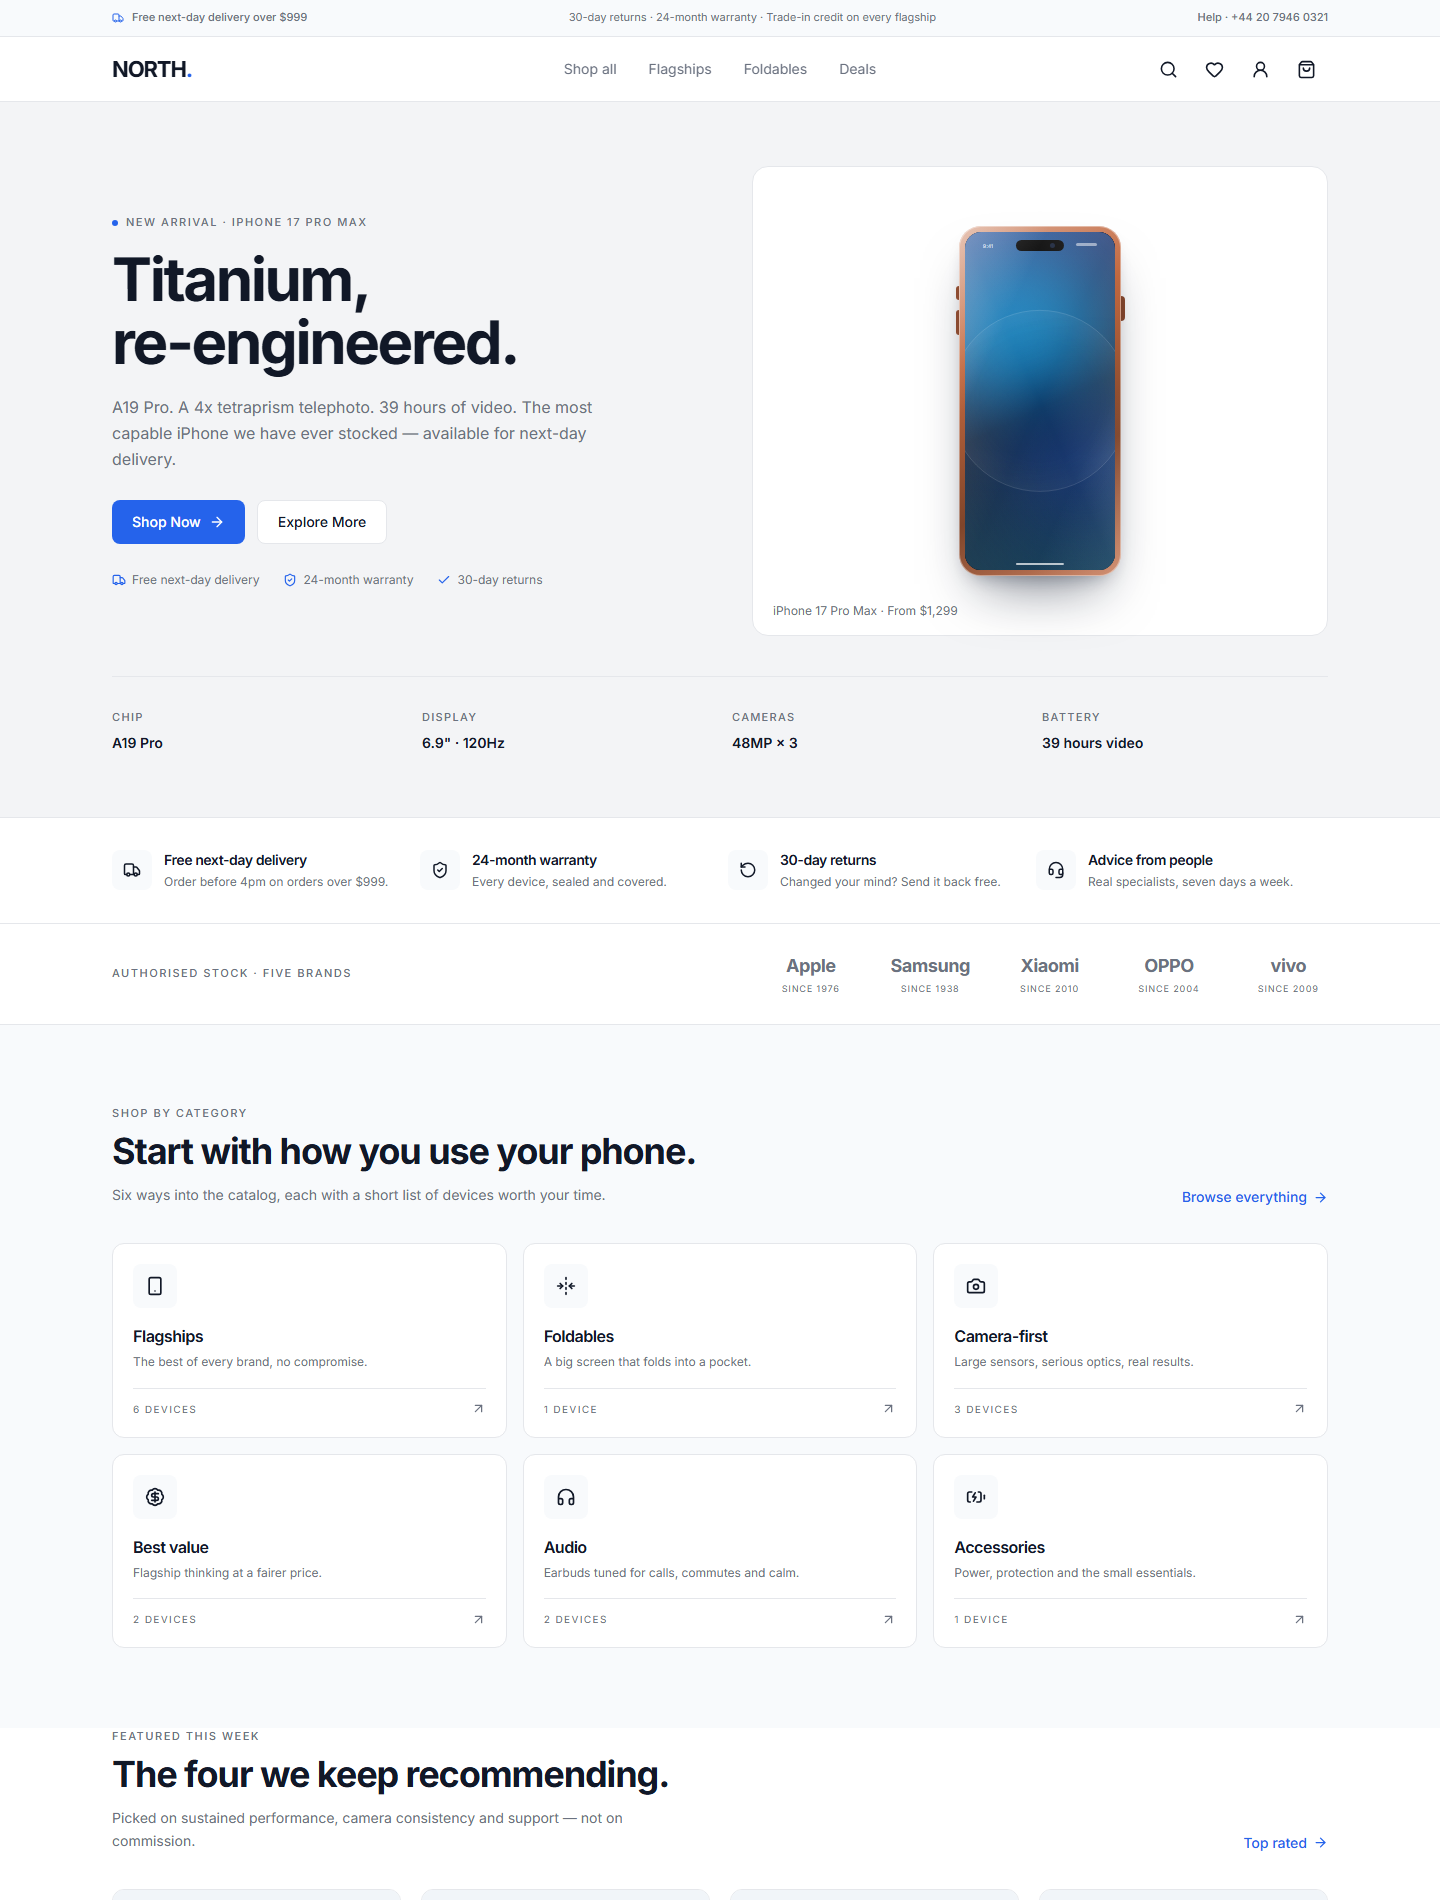 Free next-day delivery over $999
30-day returns · 24-month warranty · Trade-in credit on every flagship
Help · +44 20 7946 0321
NORTH.
Shop all
Flagships
Foldables
Deals
NEW ARRIVAL · IPHONE 17 PRO MAX
Titanium,
re-engineered.
A19 Pro. A 4x tetraprism telephoto. 39 hours of video. The most
capable iPhone we have ever stocked — available for next-day
delivery.
Shop Now
Explore More
Free next-day delivery
24-month warranty
30-day returns
9:41
iPhone 17 Pro Max · From $1,299
CHIP
A19 Pro
DISPLAY
6.9" · 120Hz
CAMERAS
48MP × 3
BATTERY
39 hours video
Free next-day delivery
Order before 4pm on orders over $999.
24-month warranty
Every device, sealed and covered.
30-day returns
Changed your mind? Send it back free.
Advice from people
Real specialists, seven days a week.
AUTHORISED STOCK · FIVE BRANDS
Apple
SINCE 1976
Samsung
SINCE 1938
Xiaomi
SINCE 2010
OPPO
SINCE 2004
vivo
SINCE 2009
SHOP BY CATEGORY
Start with how you use your phone.
Six ways into the catalog, each with a short list of devices worth your time.
Browse everything
Flagships
The best of every brand, no compromise.
6 DEVICES
Foldables
A big screen that folds into a pocket.
1 DEVICE
Camera-first
Large sensors, serious optics, real results.
3 DEVICES
Best value
Flagship thinking at a fairer price.
2 DEVICES
Audio
Earbuds tuned for calls, commutes and calm.
2 DEVICES
Accessories
Power, protection and the small essentials.
1 DEVICE
FEATURED THIS WEEK
The four we keep recommending.
Picked on sustained performance, camera consistency and support — not on
commission.
Top rated